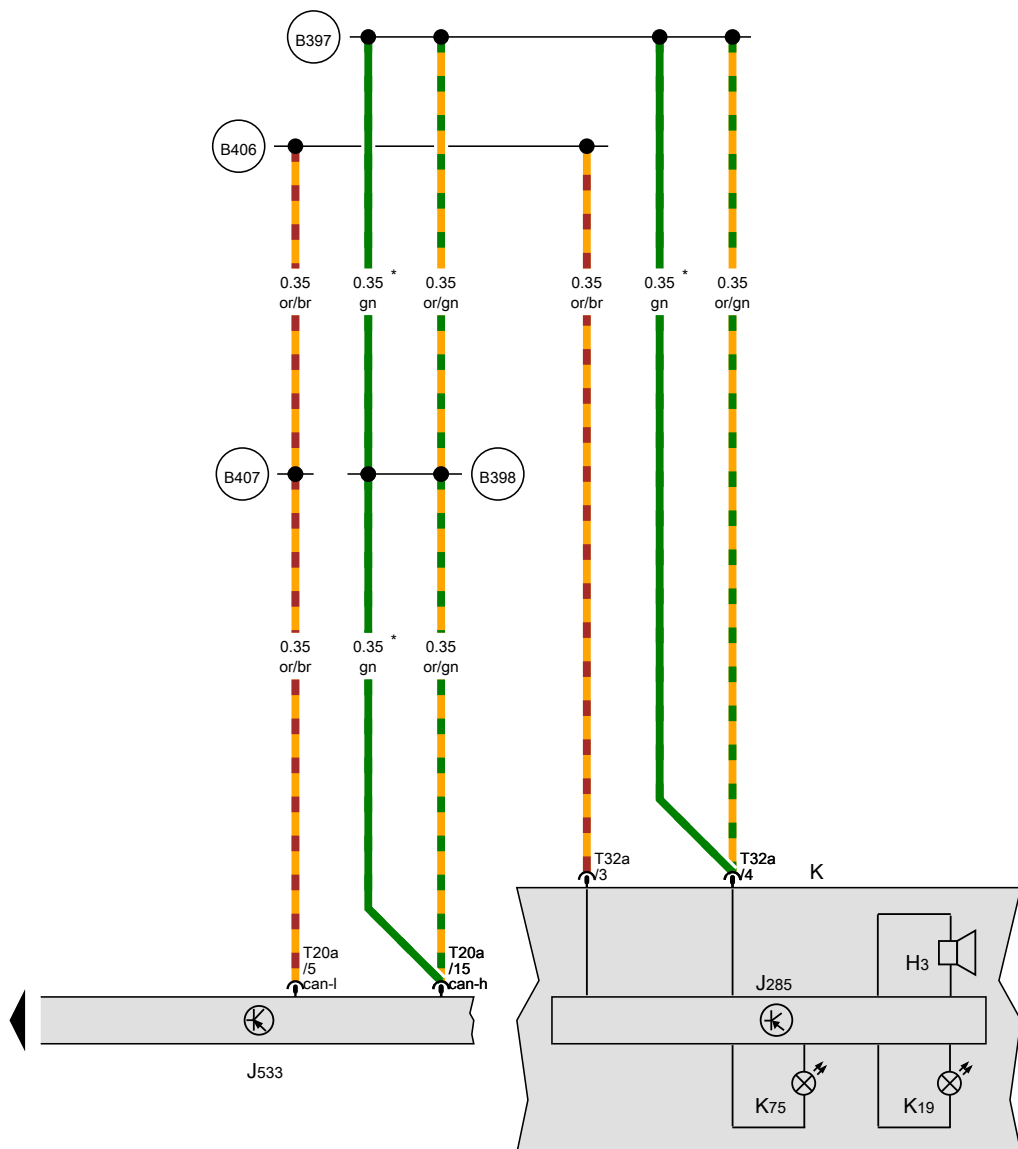 B397
B406
0.35
or/br
0.35 *
gn
0.35
or/gn
0.35
or/br
0.35 *
gn
0.35
or/gn
B407
B398
0.35
or/br
0.35 *
gn
0.35
or/gn
T32a
/3
T32a
/4
K
T20a
/5
can-l
T20a
/15
can-h
H3
J285
J533
K75
K19